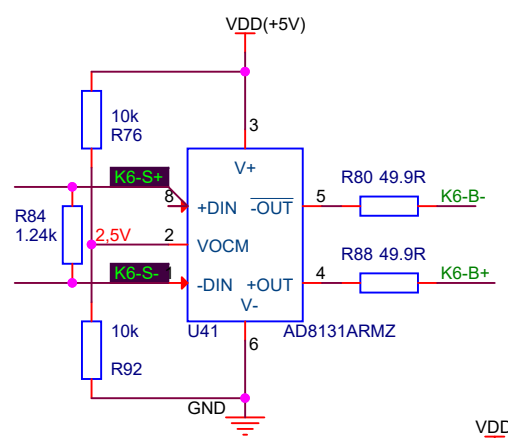 VDD(+5V)
10k
R76
3
V+
K6-S+
8
+DIN
-OUT
5
R80 49.9R
K6-B-
R84
1.24k
2,5V
2
VOCM
K6-S-
1
-DIN
+OUT
4
R88 49.9R
K6-B+
V-
10k
R92
U41
AD8131ARMZ
6
GND
VDD